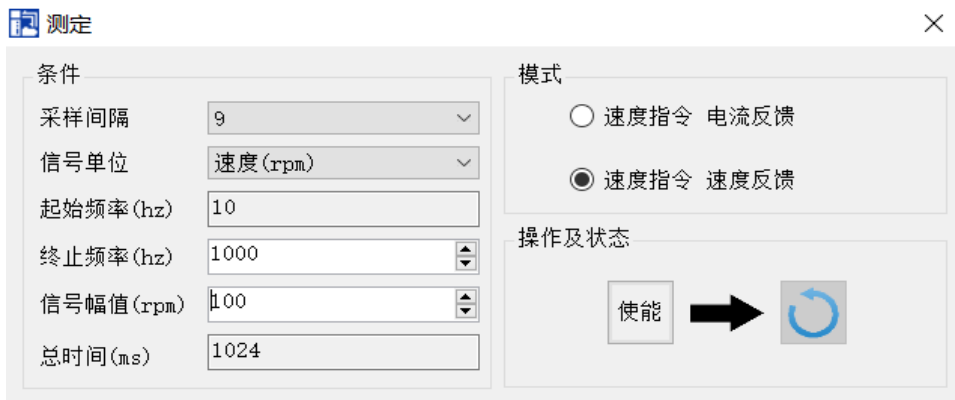 测定
条件
采样间隔 9
信号单位 速度(rpm)
起始频率(hz) 10
终止频率(hz) 1000
信号幅值(rpm) 100
总时间(ms) 1024
模式
速度指令 电流反馈
速度指令 速度反馈
操作及状态
使能